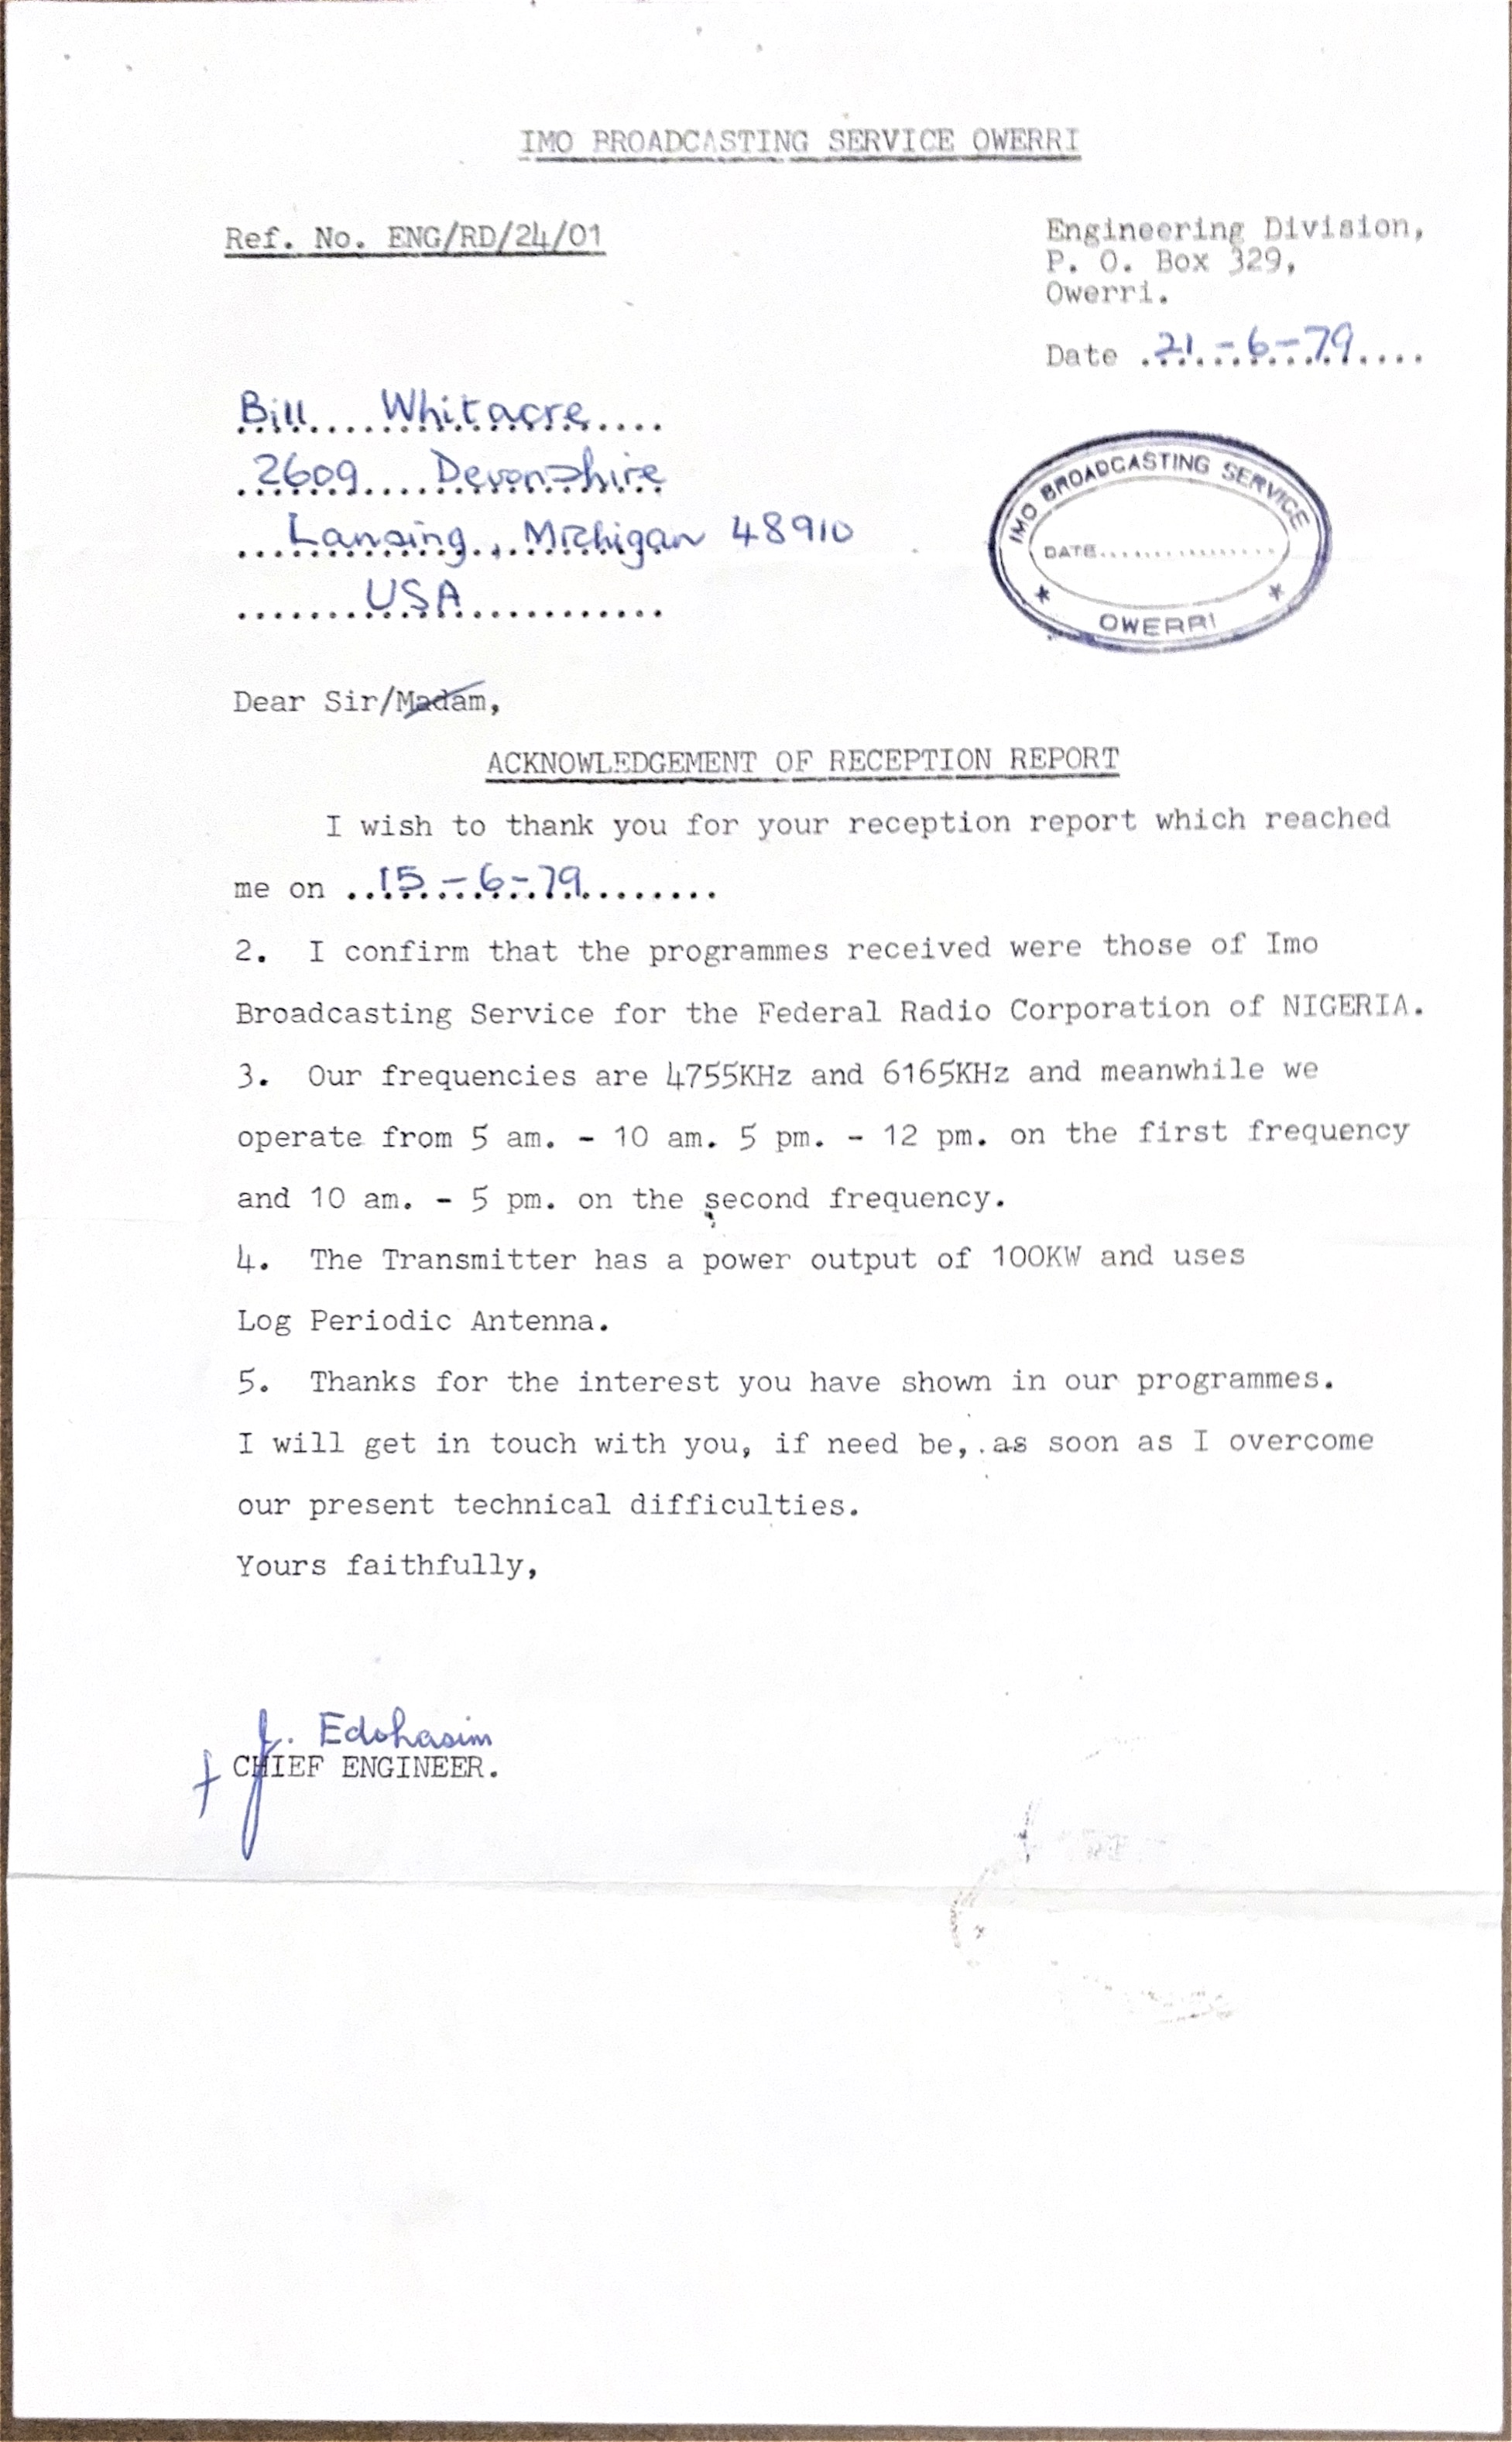 IMO BROADCASTING SERVICE OWERRI
Ref. No. ENG/RD/24/01
Engineering Division,
P. O. Box 329,
Owerri.
Date ..21-6-79....
Bill Whitacre....
2609 Devonshire
Lansing, Michigan 48910
USA
IMO BROADCASTING SERVICE
DATE..................
OWERRI
Dear Sir/Madam,
ACKNOWLEDGEMENT OF RECEPTION REPORT
I wish to thank you for your reception report which reached
me on ..15-6-79........
2. I confirm that the programmes received were those of Imo
Broadcasting Service for the Federal Radio Corporation of NIGERIA.
3. Our frequencies are 4755KHz and 6165KHz and meanwhile we
operate from 5 am. - 10 am. 5 pm. - 12 pm. on the first frequency
and 10 am. - 5 pm. on the second frequency.
4. The Transmitter has a power output of 100KW and uses
Log Periodic Antenna.
5. Thanks for the interest you have shown in our programmes.
I will get in touch with you, if need be, as soon as I overcome
our present technical difficulties.
Yours faithfully,
J. Edohasim
f CHIEF ENGINEER.